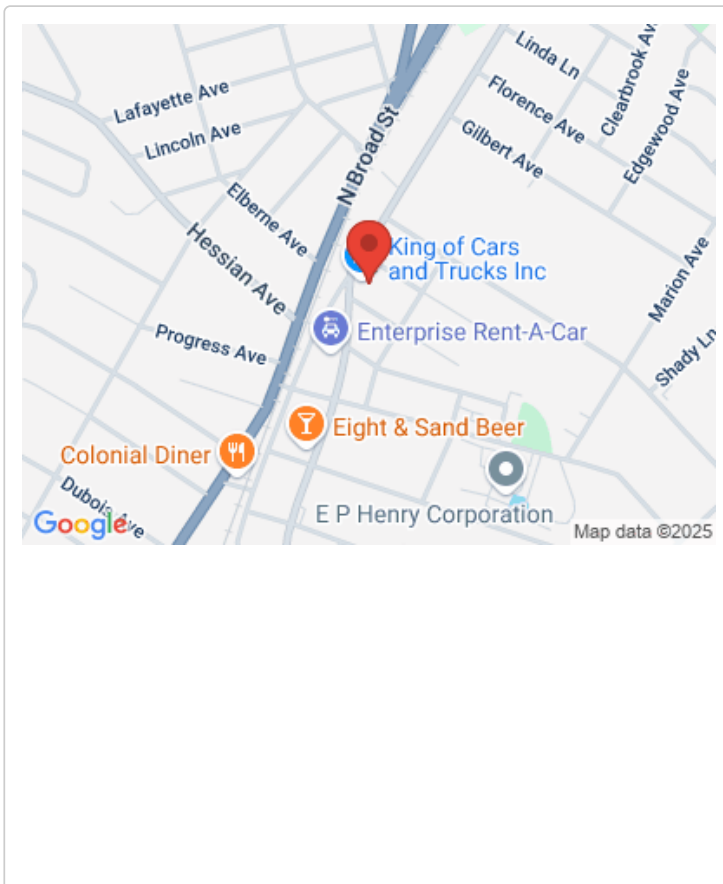 Linda Ln
Clearbrook Av
Lafayette Ave
Florence Ave
Edgewood Ave
Lincoln Ave
Gilbert Ave
N Broad St
Elberne Ave
Hessian Ave
King of Cars
and Trucks Inc
Marion Ave
Progress Ave
Enterprise Rent-A-Car
Shady Ln
Eight & Sand Beer
Colonial Diner
Dubois Ave
E P Henry Corporation
Google
Map data ©2025